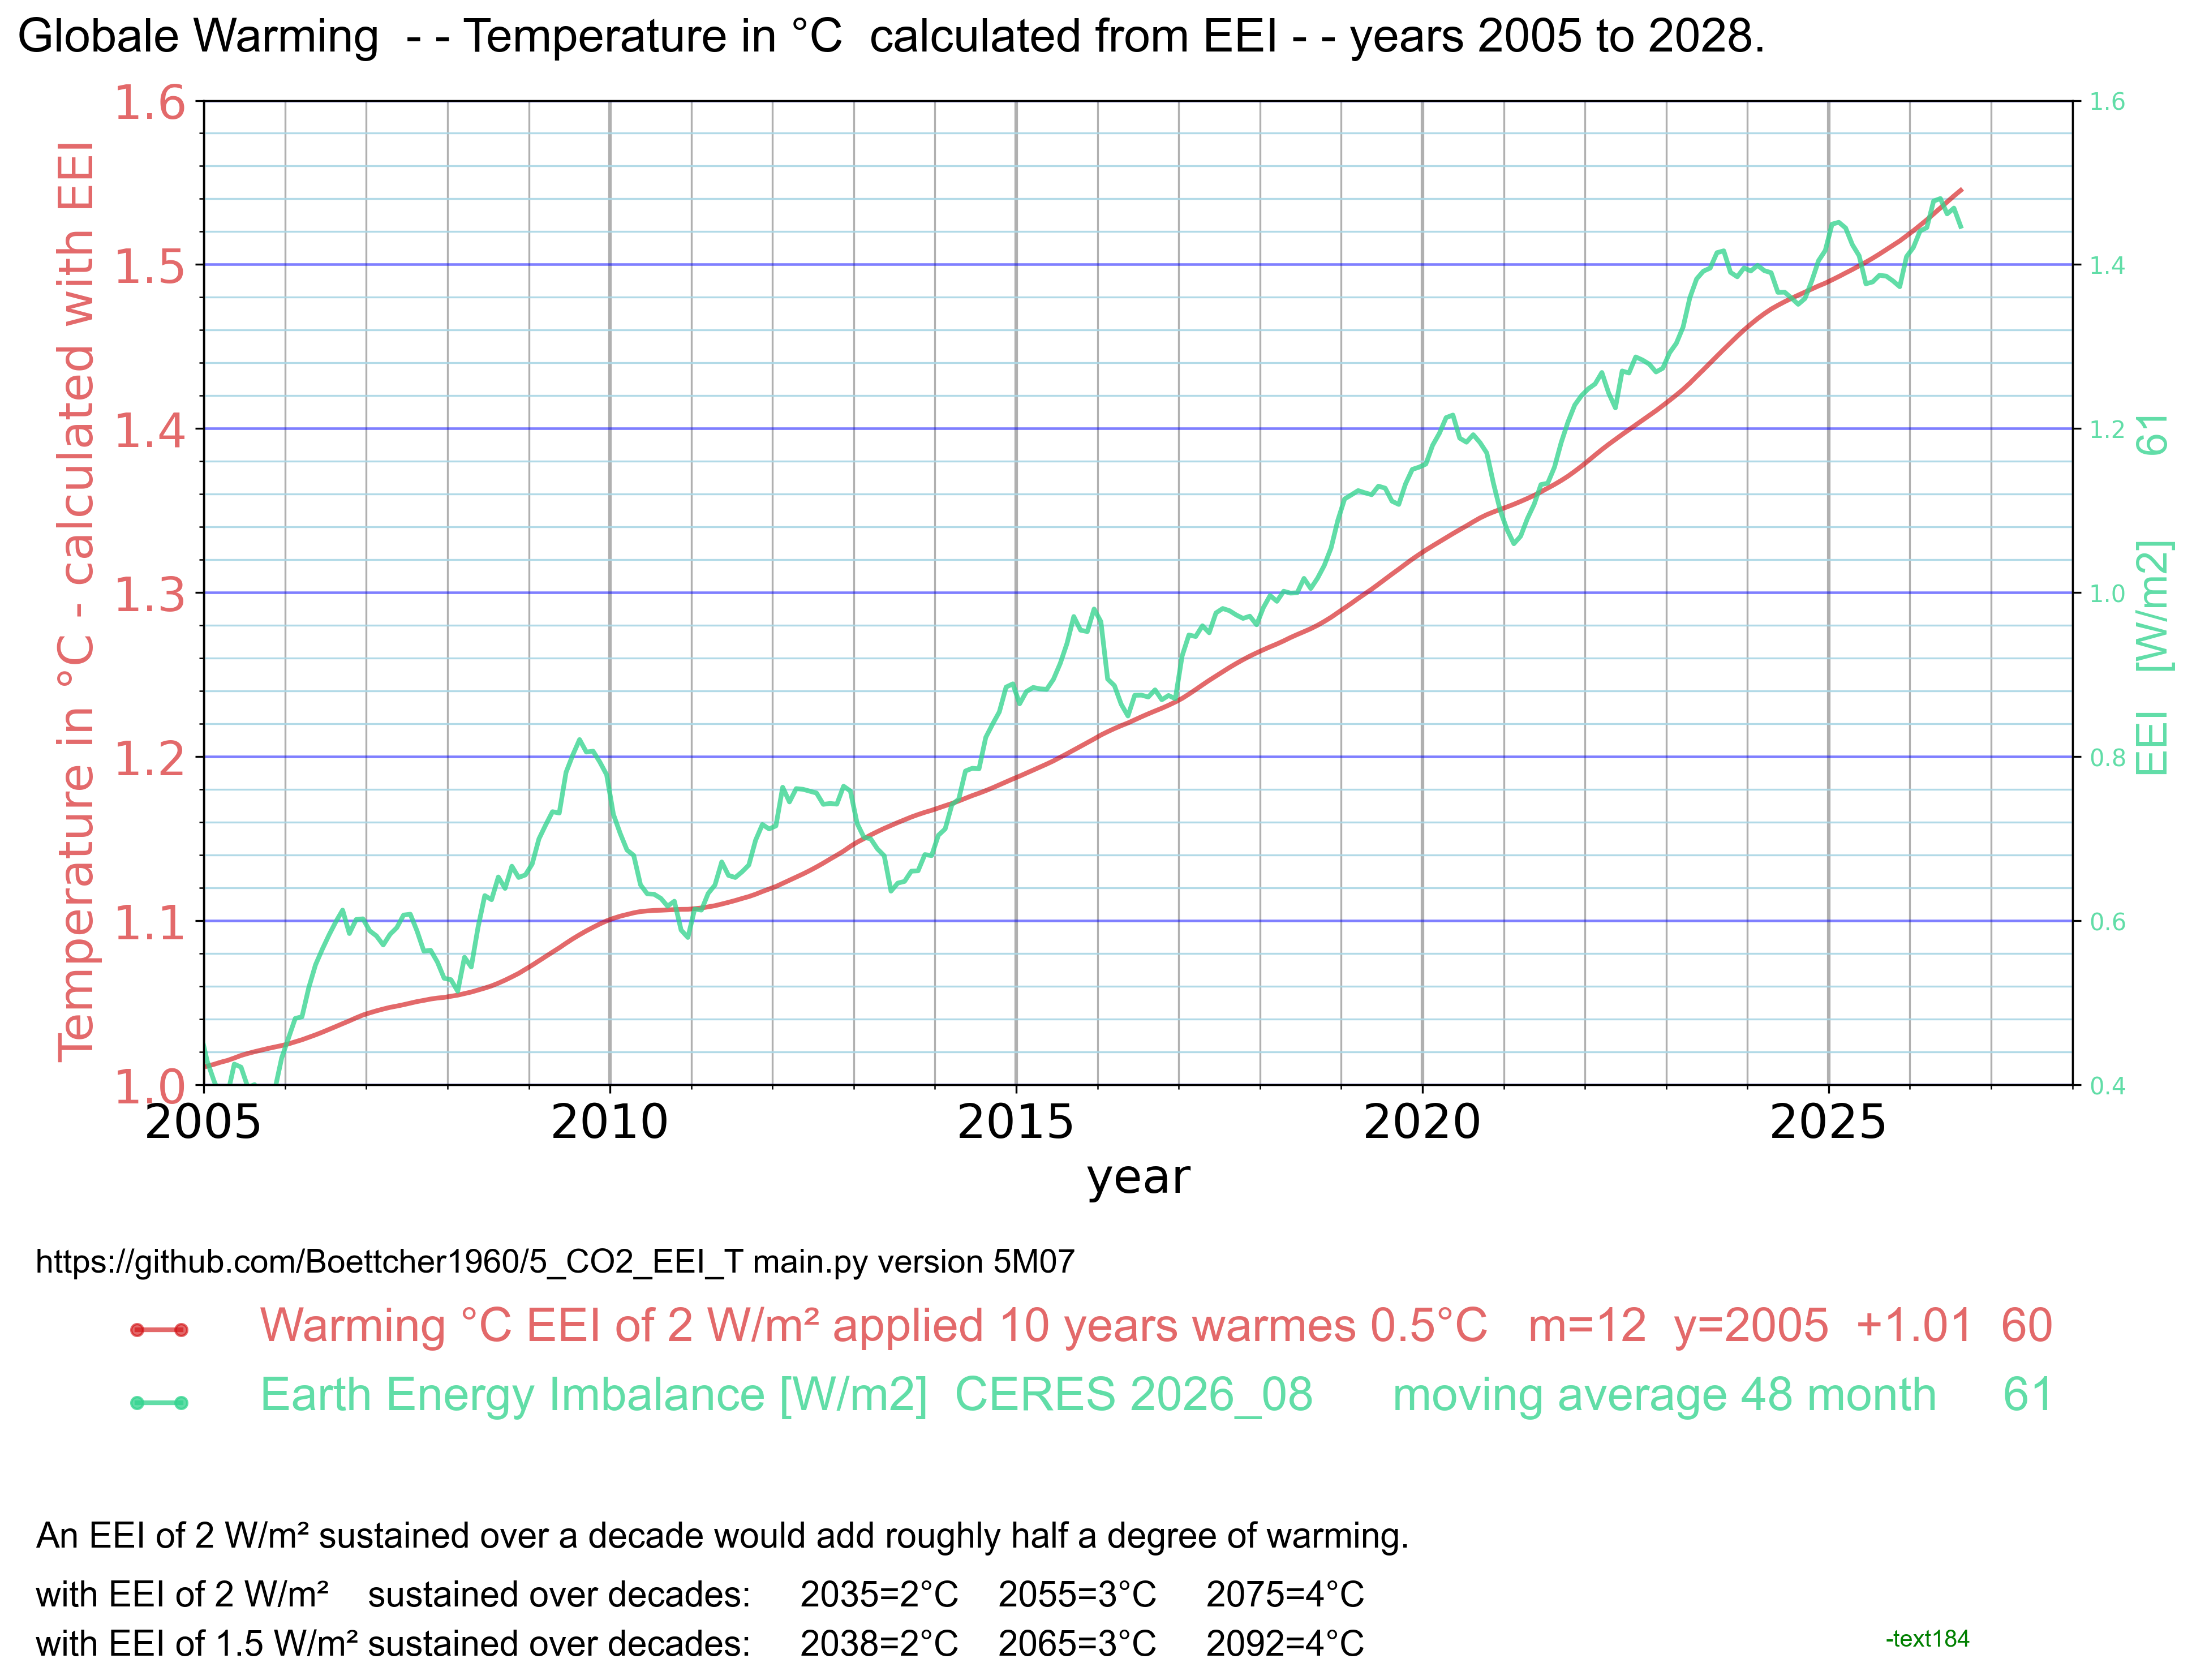 Globale Warming - - Temperature in °C calculated from EEI - - years 2005 to 2028.
Temperature in °C - calculated with EEI
1.6
1.5
1.4
1.3
1.2
1.1
1.0
1.6
1.4
1.2
1.0
0.8
0.6
0.4
EEI [W/m2] 61
2005 2010 2015 2020 2025
year
https://github.com/Boettcher1960/5_CO2_EEI_T main.py version 5M07
Warming °C EEI of 2 W/m² applied 10 years warmes 0.5°C m=12 y=2005 +1.01 60
Earth Energy Imbalance [W/m2] CERES 2026_08 moving average 48 month 61
An EEI of 2 W/m² sustained over a decade would add roughly half a degree of warming.
with EEI of 2 W/m² sustained over decades: 2035=2°C 2055=3°C 2075=4°C
with EEI of 1.5 W/m² sustained over decades: 2038=2°C 2065=3°C 2092=4°C
-text184